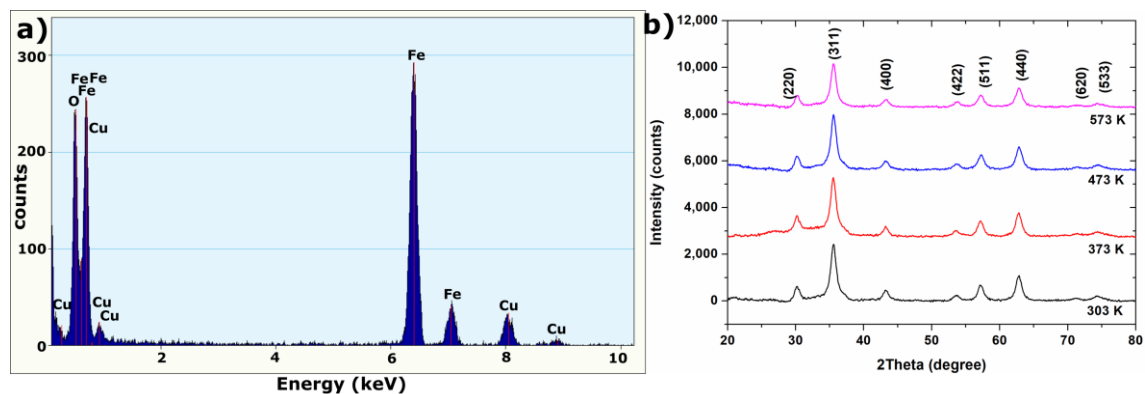 a)
300
200
100
0
counts
Fe Fe
Fe
O
Cu
Cu
Cu
Cu
Fe
Fe
Cu
Cu
2
4
6
8
10
Energy (keV)
b)
12,000
10,000
8,000
6,000
4,000
2,000
0
Intensity (counts)
(220)
(311)
(400)
(422)
(511)
(440)
(620)
(533)
573 K
473 K
373 K
303 K
20 30 40 50 60 70 80
2Theta (degree)